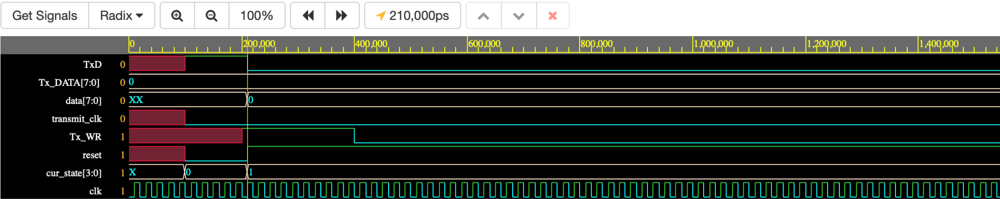 Get Signals Radix 100% 210,000ps
0 200,000 400,000 600,000 800,000 1,000,000 1,200,000 1,400,000
TxD 0
Tx_DATA[7:0] 0 0
data[7:0] 0 XX 0
transmit_clk 0
Tx_WR 1
reset 1
cur_state[3:0] 1 X 0 1
clk 1